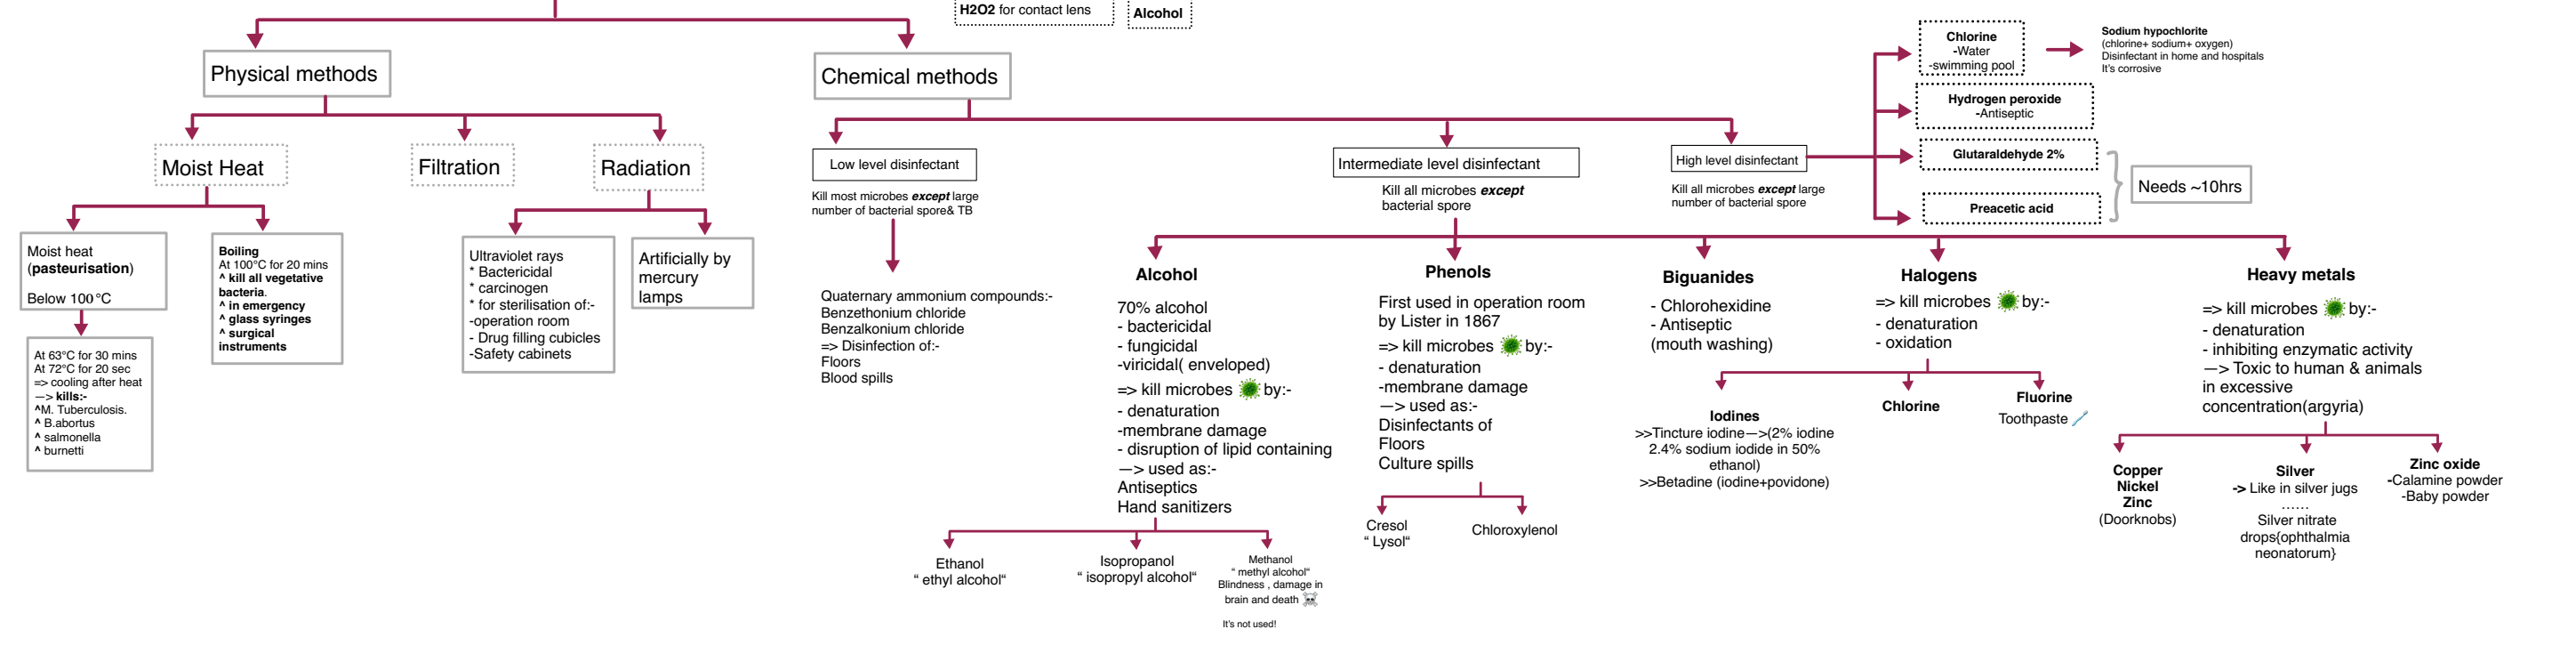 H2O2 for contact lens
Alcohol
Physical methods
Chemical methods
Moist Heat
Filtration
Radiation
Moist heat
(pasteurisation)
Below 100°C
At 63°C for 30 mins
At 72°C for 20 sec
=> cooling after heat
—> kills:-
^M. Tuberculosis.
^ B.abortus
^ salmonella
^ burnetti
Boiling
At 100°C for 20 mins
^ kill all vegetative
bacteria.
^ in emergency
^ glass syringes
^ surgical
instruments
Ultraviolet rays
* Bactericidal
* carcinogen
* for sterilisation of:-
-operation room
- Drug filling cubicles
-Safety cabinets
Artificially by
mercury
lamps
Low level disinfectant
Kill most microbes except large
number of bacterial spore& TB
Quaternary ammonium compounds:-
Benzethonium chloride
Benzalkonium chloride
=> Disinfection of:-
Floors
Blood spills
Intermediate level disinfectant
Kill all microbes except
bacterial spore
Alcohol
70% alcohol
- bactericidal
- fungicidal
-viricidal( enveloped)
=> kill microbes 🦠 by:-
- denaturation
-membrane damage
- disruption of lipid containing
—> used as:-
Antiseptics
Hand sanitizers
Ethanol
“ ethyl alcohol“
Isopropanol
“ isopropyl alcohol“
Methanol
“ methyl alcohol“
Blindness , damage in
brain and death ☠️
It’s not used!
Phenols
First used in operation room
by Lister in 1867
=> kill microbes 🦠 by:-
- denaturation
-membrane damage
—> used as:-
Disinfectants of
Floors
Culture spills
Cresol
“ Lysol“
Chloroxylenol
Biguanides
- Chlorohexidine
- Antiseptic
(mouth washing)
Halogens
=> kill microbes 🦠 by:-
- denaturation
- oxidation
Iodines
>>Tincture iodine—>(2% iodine
2.4% sodium iodide in 50%
ethanol)
>>Betadine (iodine+povidone)
Chlorine
Fluorine
Toothpaste 🪥
Heavy metals
=> kill microbes 🦠 by:-
- denaturation
- inhibiting enzymatic activity
—> Toxic to human & animals
in excessive
concentration(argyria)
Copper
Nickel
Zinc
(Doorknobs)
Silver
-> Like in silver jugs
......
Silver nitrate
drops{ophthalmia
neonatorum}
Zinc oxide
-Calamine powder
-Baby powder
High level disinfectant
Kill all microbes except large
number of bacterial spore
Chlorine
-Water
-swimming pool
Sodium hypochlorite
(chlorine+ sodium+ oxygen)
Disinfectant in home and hospitals
It’s corrosive
Hydrogen peroxide
-Antiseptic
Glutaraldehyde 2%
Preacetic acid
Needs ~10hrs